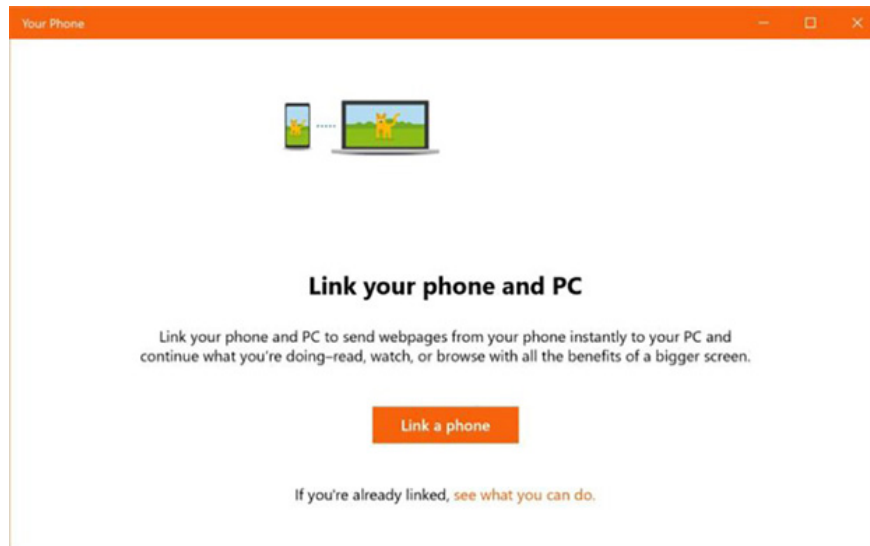 Your Phone
Link your phone and PC
Link your phone and PC to send webpages from your phone instantly to your PC and
continue what you're doing–read, watch, or browse with all the benefits of a bigger screen.
Link a phone
If you're already linked, see what you can do.